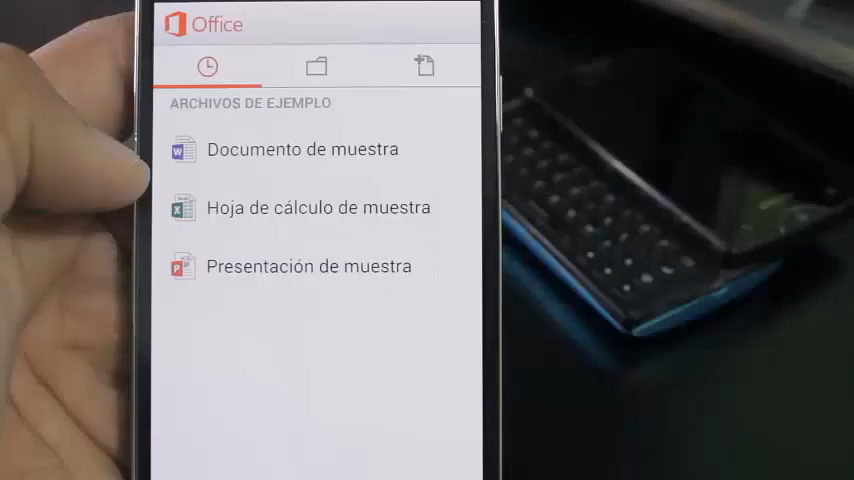 Office
ARCHIVOS DE EJEMPLO
Documento de muestra
Hoja de cálculo de muestra
Presentación de muestra